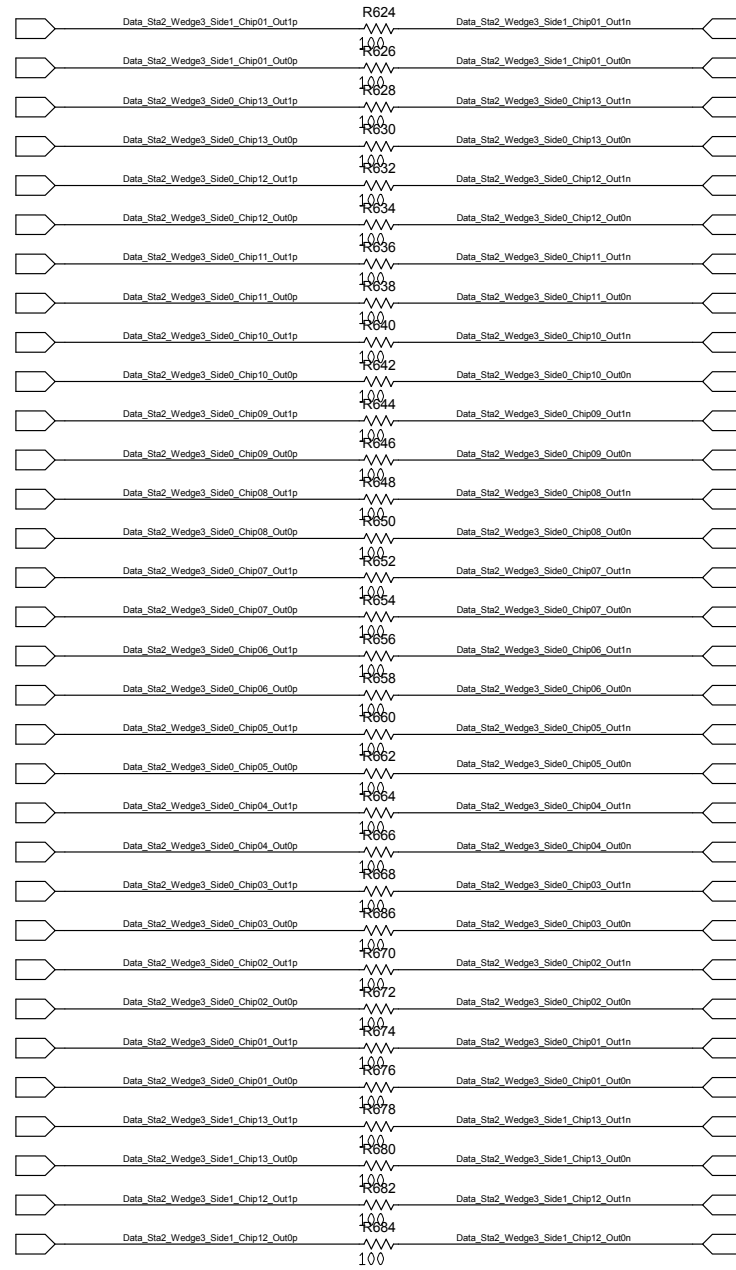 R624
Data_Sta2_Wedge3_Side1_Chip01_Out1p Data_Sta2_Wedge3_Side1_Chip01_Out1n
100
R626
Data_Sta2_Wedge3_Side1_Chip01_Out0p Data_Sta2_Wedge3_Side1_Chip01_Out0n
100
R628
Data_Sta2_Wedge3_Side0_Chip13_Out1p Data_Sta2_Wedge3_Side0_Chip13_Out1n
100
R630
Data_Sta2_Wedge3_Side0_Chip13_Out0p Data_Sta2_Wedge3_Side0_Chip13_Out0n
100
R632
Data_Sta2_Wedge3_Side0_Chip12_Out1p Data_Sta2_Wedge3_Side0_Chip12_Out1n
100
R634
Data_Sta2_Wedge3_Side0_Chip12_Out0p Data_Sta2_Wedge3_Side0_Chip12_Out0n
100
R636
Data_Sta2_Wedge3_Side0_Chip11_Out1p Data_Sta2_Wedge3_Side0_Chip11_Out1n
100
R638
Data_Sta2_Wedge3_Side0_Chip11_Out0p Data_Sta2_Wedge3_Side0_Chip11_Out0n
100
R640
Data_Sta2_Wedge3_Side0_Chip10_Out1p Data_Sta2_Wedge3_Side0_Chip10_Out1n
100
R642
Data_Sta2_Wedge3_Side0_Chip10_Out0p Data_Sta2_Wedge3_Side0_Chip10_Out0n
100
R644
Data_Sta2_Wedge3_Side0_Chip09_Out1p Data_Sta2_Wedge3_Side0_Chip09_Out1n
100
R646
Data_Sta2_Wedge3_Side0_Chip09_Out0p Data_Sta2_Wedge3_Side0_Chip09_Out0n
100
R648
Data_Sta2_Wedge3_Side0_Chip08_Out1p Data_Sta2_Wedge3_Side0_Chip08_Out1n
100
R650
Data_Sta2_Wedge3_Side0_Chip08_Out0p Data_Sta2_Wedge3_Side0_Chip08_Out0n
100
R652
Data_Sta2_Wedge3_Side0_Chip07_Out1p Data_Sta2_Wedge3_Side0_Chip07_Out1n
100
R654
Data_Sta2_Wedge3_Side0_Chip07_Out0p Data_Sta2_Wedge3_Side0_Chip07_Out0n
100
R656
Data_Sta2_Wedge3_Side0_Chip06_Out1p Data_Sta2_Wedge3_Side0_Chip06_Out1n
100
R658
Data_Sta2_Wedge3_Side0_Chip06_Out0p Data_Sta2_Wedge3_Side0_Chip06_Out0n
100
R660
Data_Sta2_Wedge3_Side0_Chip05_Out1p Data_Sta2_Wedge3_Side0_Chip05_Out1n
100
R662
Data_Sta2_Wedge3_Side0_Chip05_Out0p Data_Sta2_Wedge3_Side0_Chip05_Out0n
100
R664
Data_Sta2_Wedge3_Side0_Chip04_Out1p Data_Sta2_Wedge3_Side0_Chip04_Out1n
100
R666
Data_Sta2_Wedge3_Side0_Chip04_Out0p Data_Sta2_Wedge3_Side0_Chip04_Out0n
100
R668
Data_Sta2_Wedge3_Side0_Chip03_Out1p Data_Sta2_Wedge3_Side0_Chip03_Out1n
100
R686
Data_Sta2_Wedge3_Side0_Chip03_Out0p Data_Sta2_Wedge3_Side0_Chip03_Out0n
100
R670
Data_Sta2_Wedge3_Side0_Chip02_Out1p Data_Sta2_Wedge3_Side0_Chip02_Out1n
100
R672
Data_Sta2_Wedge3_Side0_Chip02_Out0p Data_Sta2_Wedge3_Side0_Chip02_Out0n
100
R674
Data_Sta2_Wedge3_Side0_Chip01_Out1p Data_Sta2_Wedge3_Side0_Chip01_Out1n
100
R676
Data_Sta2_Wedge3_Side0_Chip01_Out0p Data_Sta2_Wedge3_Side0_Chip01_Out0n
100
R678
Data_Sta2_Wedge3_Side1_Chip13_Out1p Data_Sta2_Wedge3_Side1_Chip13_Out1n
100
R680
Data_Sta2_Wedge3_Side1_Chip13_Out0p Data_Sta2_Wedge3_Side1_Chip13_Out0n
100
R682
Data_Sta2_Wedge3_Side1_Chip12_Out1p Data_Sta2_Wedge3_Side1_Chip12_Out1n
100
R684
Data_Sta2_Wedge3_Side1_Chip12_Out0p Data_Sta2_Wedge3_Side1_Chip12_Out0n
100